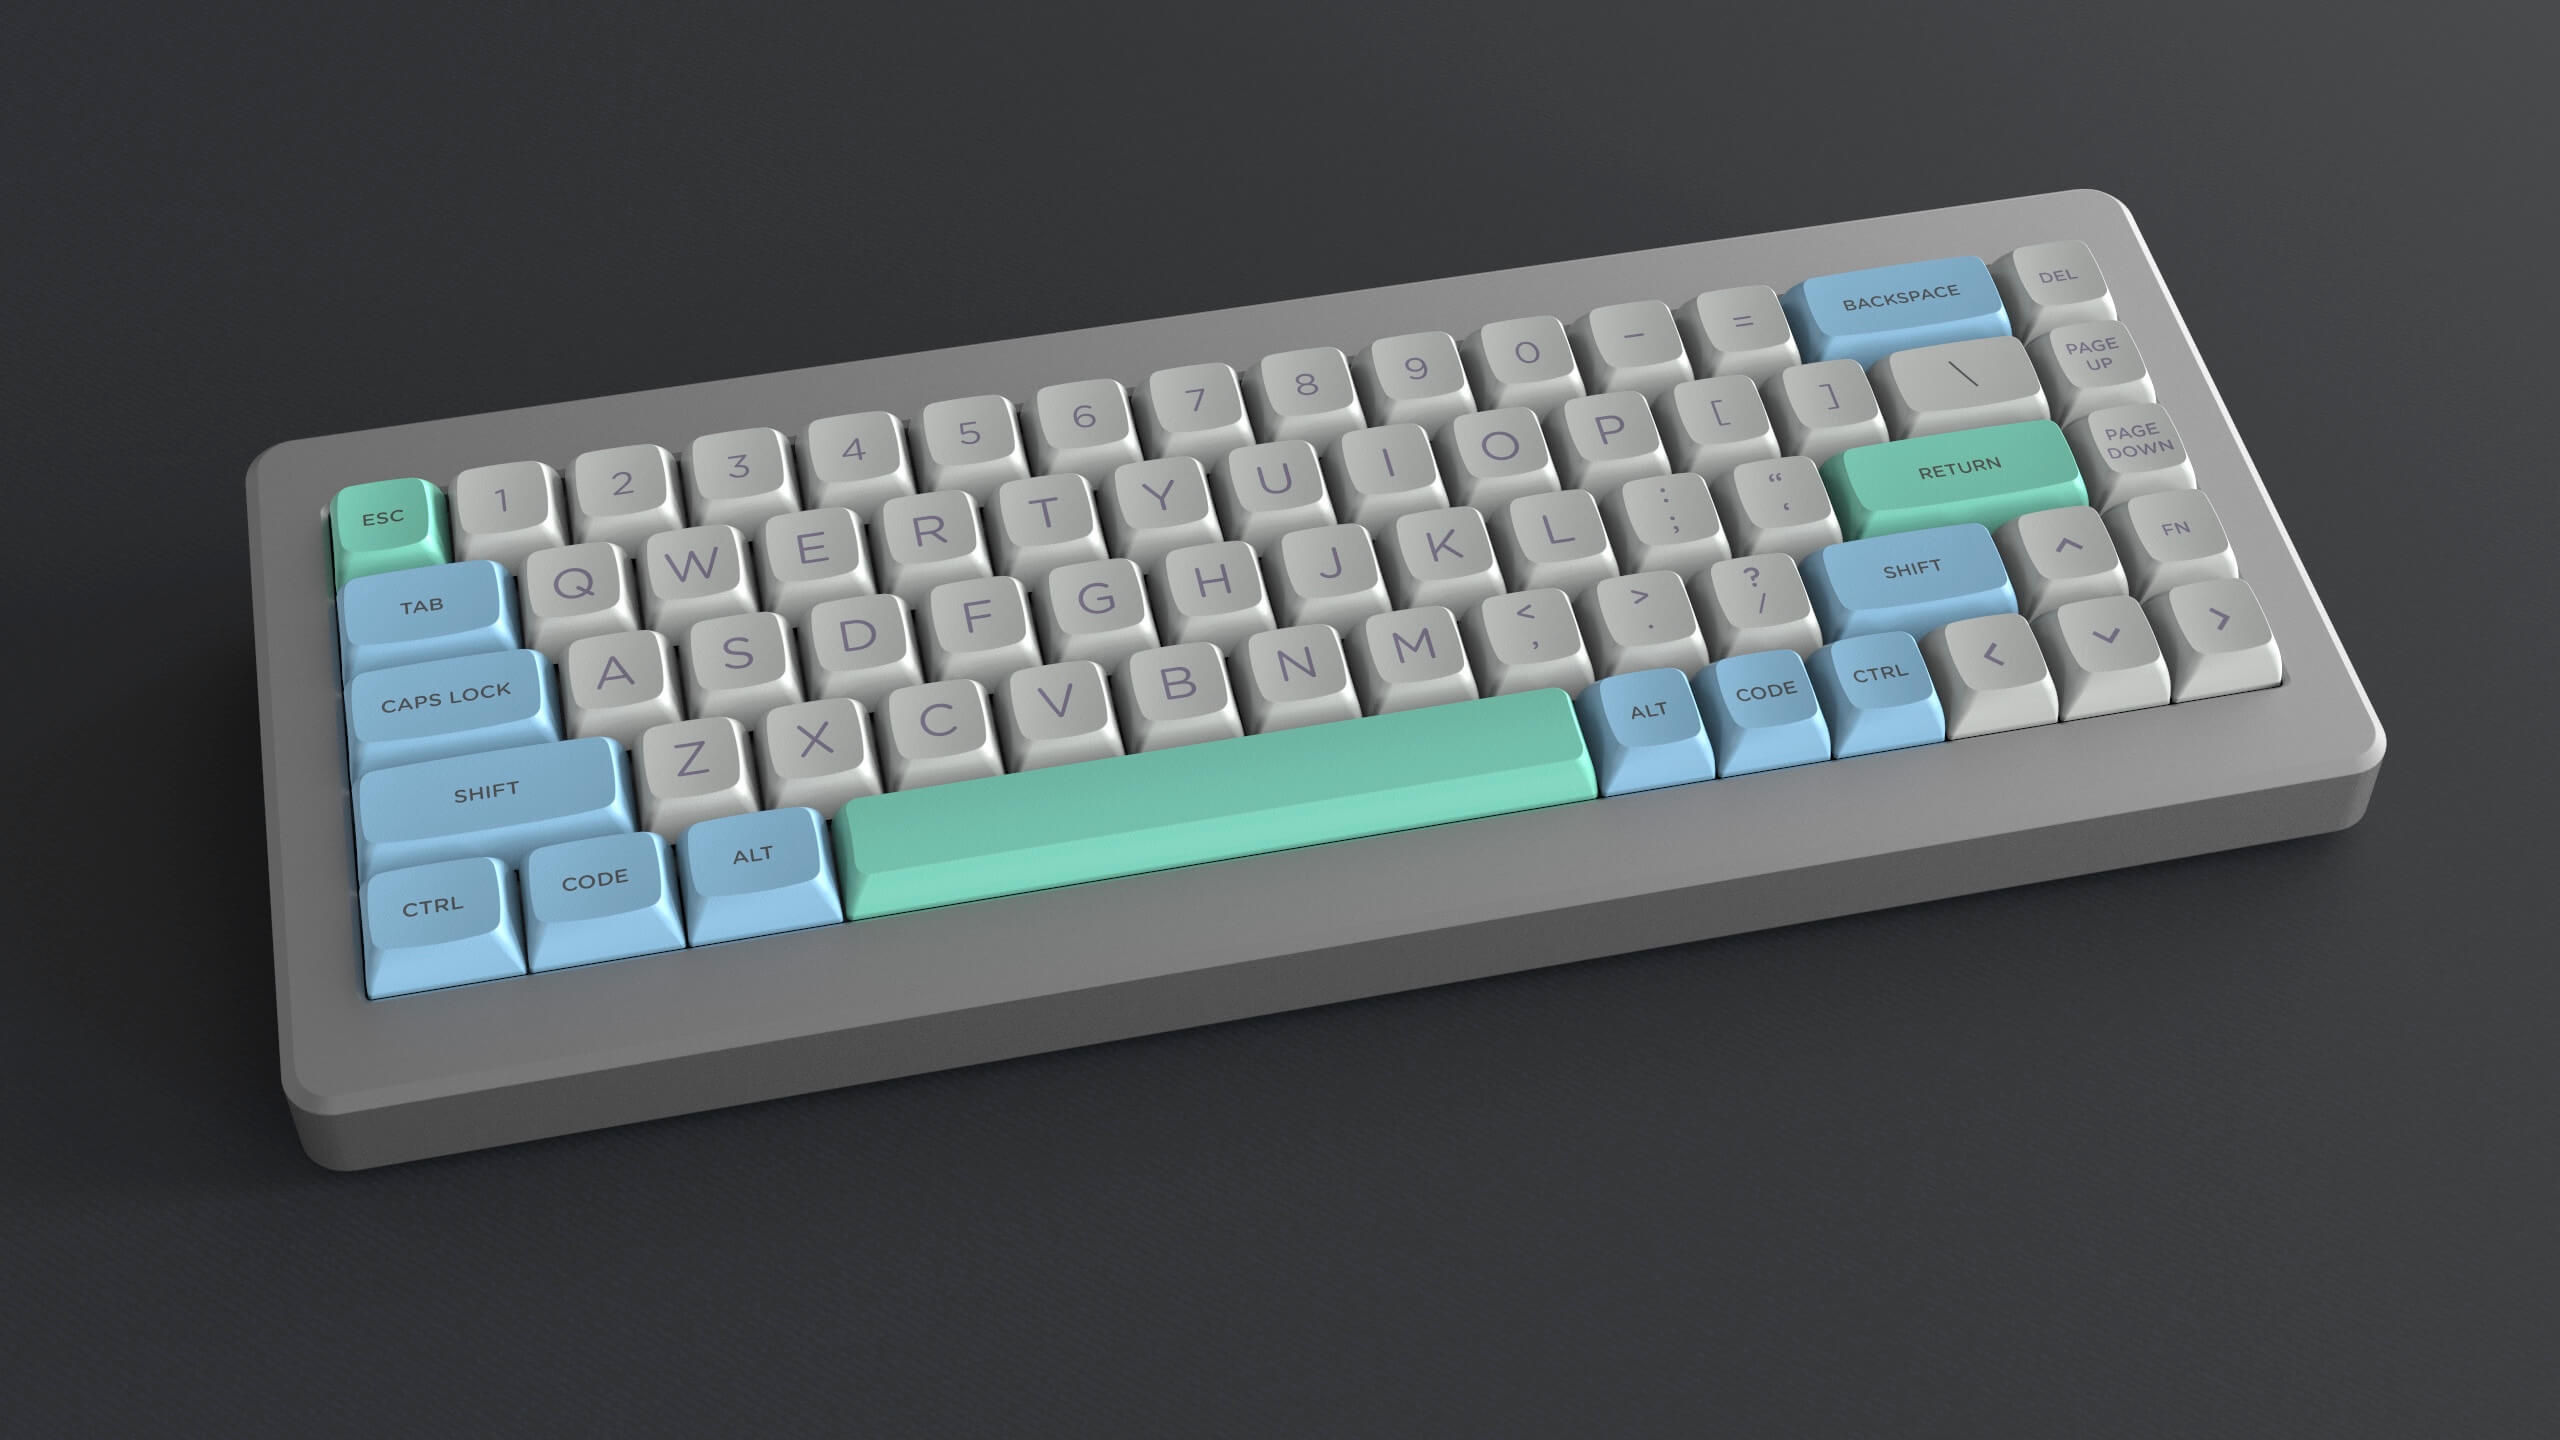 ESC 1 2 3 4 5 6 7 8 9 0 – = BACKSPACE DEL
TAB Q W E R T Y U I O P [ ] \ PAGE
UP
CAPS LOCK A S D F G H J K L : “ RETURN PAGE
; ‘ DOWN
SHIFT Z X C V B N M < > ? SHIFT ^ FN
, . /
CTRL CODE ALT ALT CODE CTRL < ⌄ >